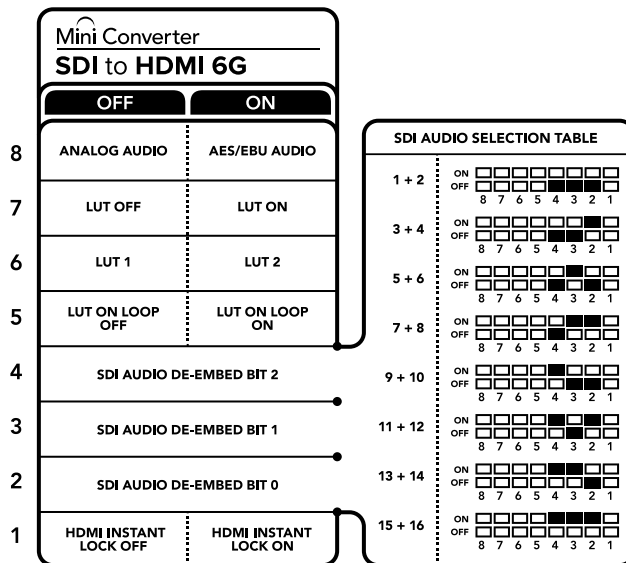 Mini Converter
SDI to HDMI 6G
OFF ON
8 ANALOG AUDIO AES/EBU AUDIO
7 LUT OFF LUT ON
6 LUT 1 LUT 2
5 LUT ON LOOP OFF LUT ON LOOP ON
4 SDI AUDIO DE-EMBED BIT 2
3 SDI AUDIO DE-EMBED BIT 1
2 SDI AUDIO DE-EMBED BIT 0
1 HDMI INSTANT LOCK OFF HDMI INSTANT LOCK ON
SDI AUDIO SELECTION TABLE
1 + 2
ON
OFF
8 7 6 5 4 3 2 1
3 + 4
ON
OFF
8 7 6 5 4 3 2 1
5 + 6
ON
OFF
8 7 6 5 4 3 2 1
7 + 8
ON
OFF
8 7 6 5 4 3 2 1
9 + 10
ON
OFF
8 7 6 5 4 3 2 1
11 + 12
ON
OFF
8 7 6 5 4 3 2 1
13 + 14
ON
OFF
8 7 6 5 4 3 2 1
15 + 16
ON
OFF
8 7 6 5 4 3 2 1